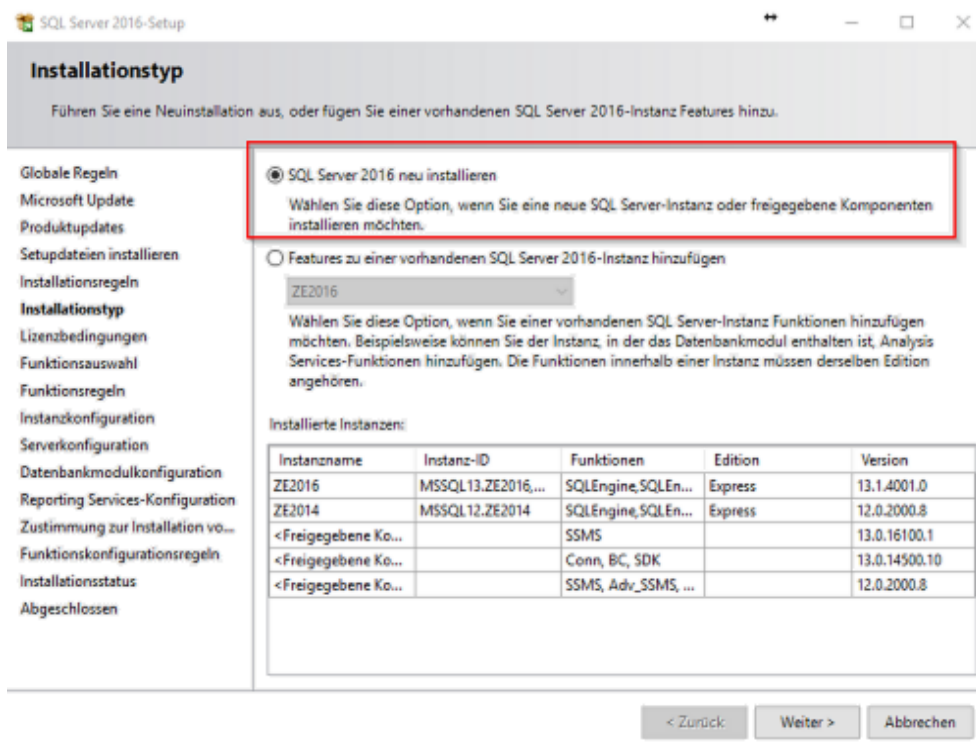 SQL Server 2016-Setup
Installationstyp
Führen Sie eine Neuinstallation aus, oder fügen Sie einer vorhandenen SQL Server 2016-Instanz Features hinzu.
Globale Regeln
Microsoft Update
Produktupdates
Setupdateien installieren
Installationsregeln
Installationstyp
Lizenzbedingungen
Funktionsauswahl
Funktionsregeln
Instanzkonfiguration
Serverkonfiguration
Datenbankmodulkonfiguration
Reporting Services-Konfiguration
Zustimmung zur Installation vo...
Funktionskonfigurationsregeln
Installationsstatus
Abgeschlossen
SQL Server 2016 neu installieren
Wählen Sie diese Option, wenn Sie eine neue SQL Server-Instanz oder freigegebene Komponenten
installieren möchten.
Features zu einer vorhandenen SQL Server 2016-Instanz hinzufügen
ZE2016
Wählen Sie diese Option, wenn Sie einer vorhandenen SQL Server-Instanz Funktionen hinzufügen
möchten. Beispielsweise können Sie der Instanz, in der das Datenbankmodul enthalten ist, Analysis
Services-Funktionen hinzufügen. Die Funktionen innerhalb einer Instanz müssen derselben Edition
angehören.
Installierte Instanzen:
Instanzname Instanz-ID Funktionen Edition Version
ZE2016 MSSQL13.ZE2016,... SQLEngine,SQLEn... Express 13.1.4001.0
ZE2014 MSSQL12.ZE2014 SQLEngine,SQLEn... Express 12.0.2000.8
<Freigegebene Ko... SSMS 13.0.16100.1
<Freigegebene Ko... Conn, BC, SDK 13.0.14500.10
<Freigegebene Ko... SSMS, Adv_SSMS, ... 12.0.2000.8
< Zurück Weiter > Abbrechen